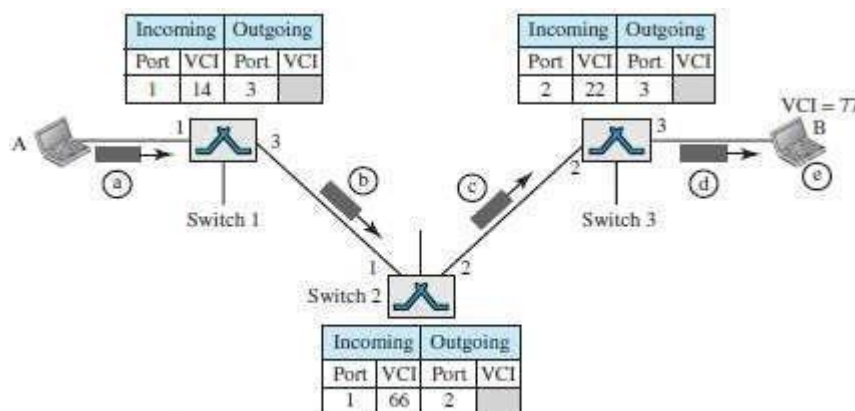 Incoming Outgoing
Port VCI Port VCI
1 14 3
Incoming Outgoing
Port VCI Port VCI
2 22 3
VCI = 77
A 1 3
3 B
2
a
b
c
d
e
Switch 1
Switch 3
1 2
Switch 2
Incoming Outgoing
Port VCI Port VCI
1 66 2